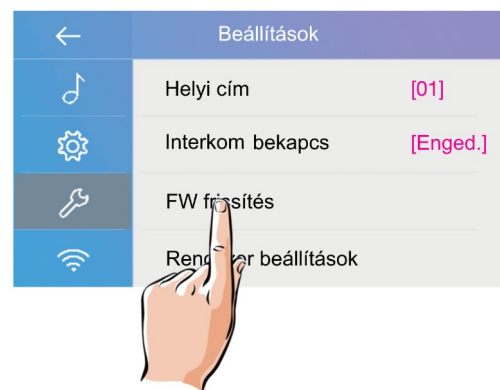 Beállítások
Helyi cím [01]
Interkom bekapcs [Enged.]
FW frissítés
Rendszer beállítások